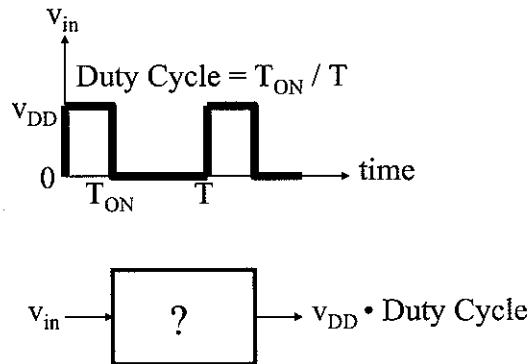 v_in
Duty Cycle = T_ON / T
v_DD
0
time
T_ON T
v_in ? v_DD • Duty Cycle